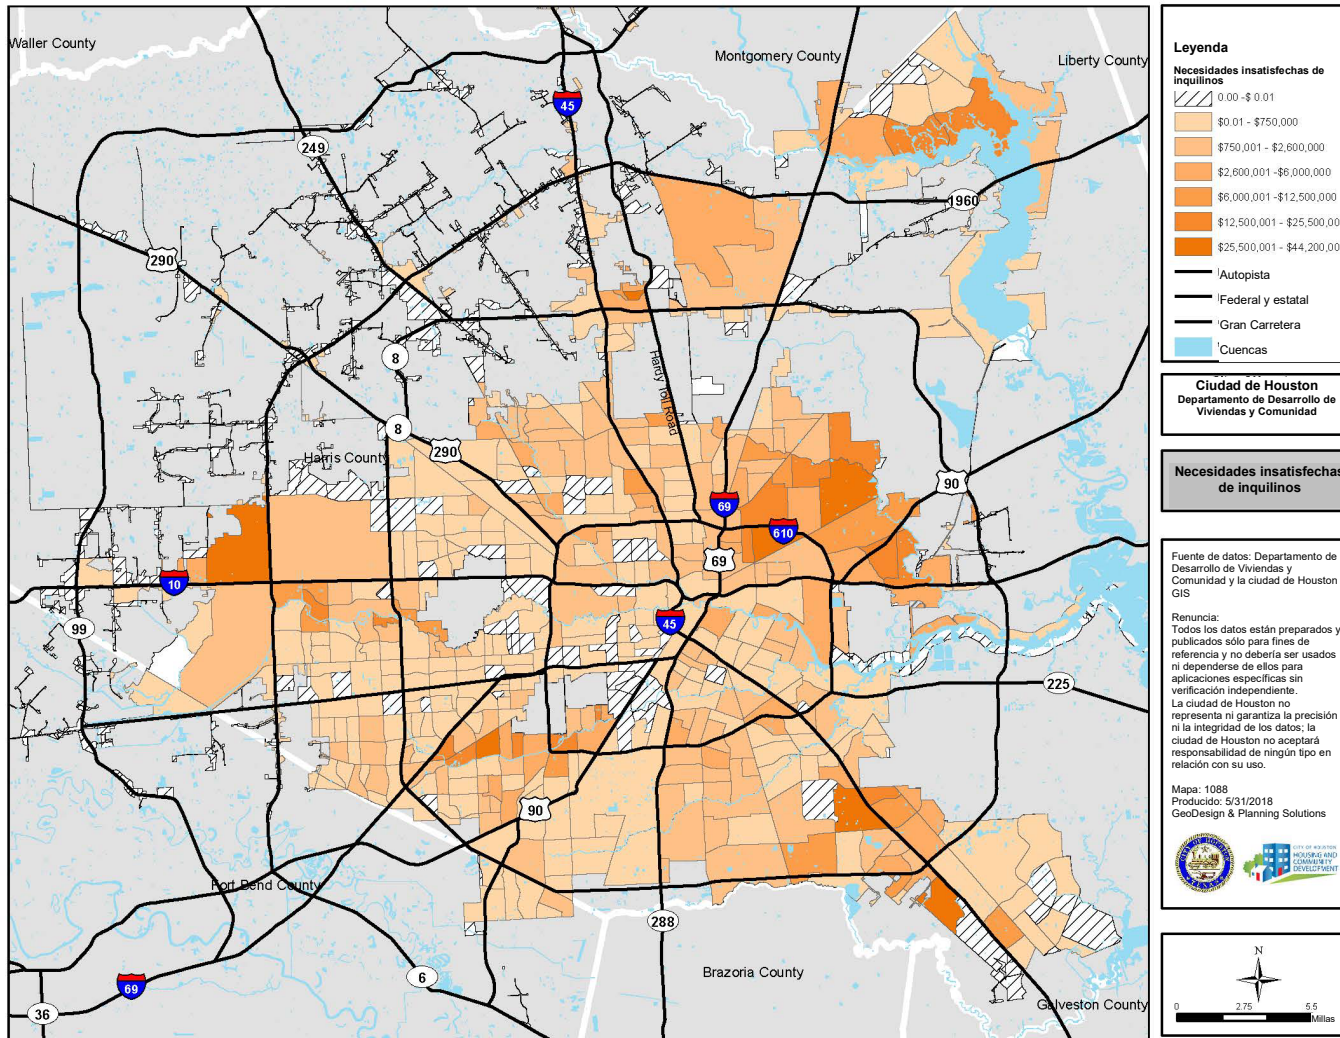 Waller County
Montgomery County
Liberty County
45
249
1960
290
8
Hardy Toll Road
8
290
Harris County
90
69
610
69
10
45
99
225
90
Fort Bend County
288
6
Brazoria County
69
36
Galveston County
Leyenda
Necesidades insatisfechas de
inquilinos
0.00 -$ 0.01
$0.01 - $750,000
$750,001 - $2,600,000
$2,600,001 -$6,000,000
$6,000,001 -$12,500,000
$12,500,001 - $25,500,00
$25,500,001 - $44,200,00
Autopista
Federal y estatal
Gran Carretera
Cuencas
Ciudad de Houston
Departamento de Desarrollo de
Viviendas y Comunidad
Necesidades insatisfechas
de inquilinos
Fuente de datos: Departamento de
Desarrollo de Viviendas y
Comunidad y la ciudad de Houston
GIS
Renuncia:
Todos los datos están preparados y
publicados sólo para fines de
referencia y no debería ser usados
ni dependerse de ellos para
aplicaciones específicas sin
verificación independiente.
La ciudad de Houston no
representa ni garantiza la precisión
ni la integridad de los datos; la
ciudad de Houston no aceptará
responsabilidad de ningún tipo en
relación con su uso.
Mapa: 1088
Producido: 5/31/2018
GeoDesign & Planning Solutions
CITY OF HOUSTON
HOUSING AND
COMMUNITY
DEVELOPMENT
N
0 2.75 5.5
Millas